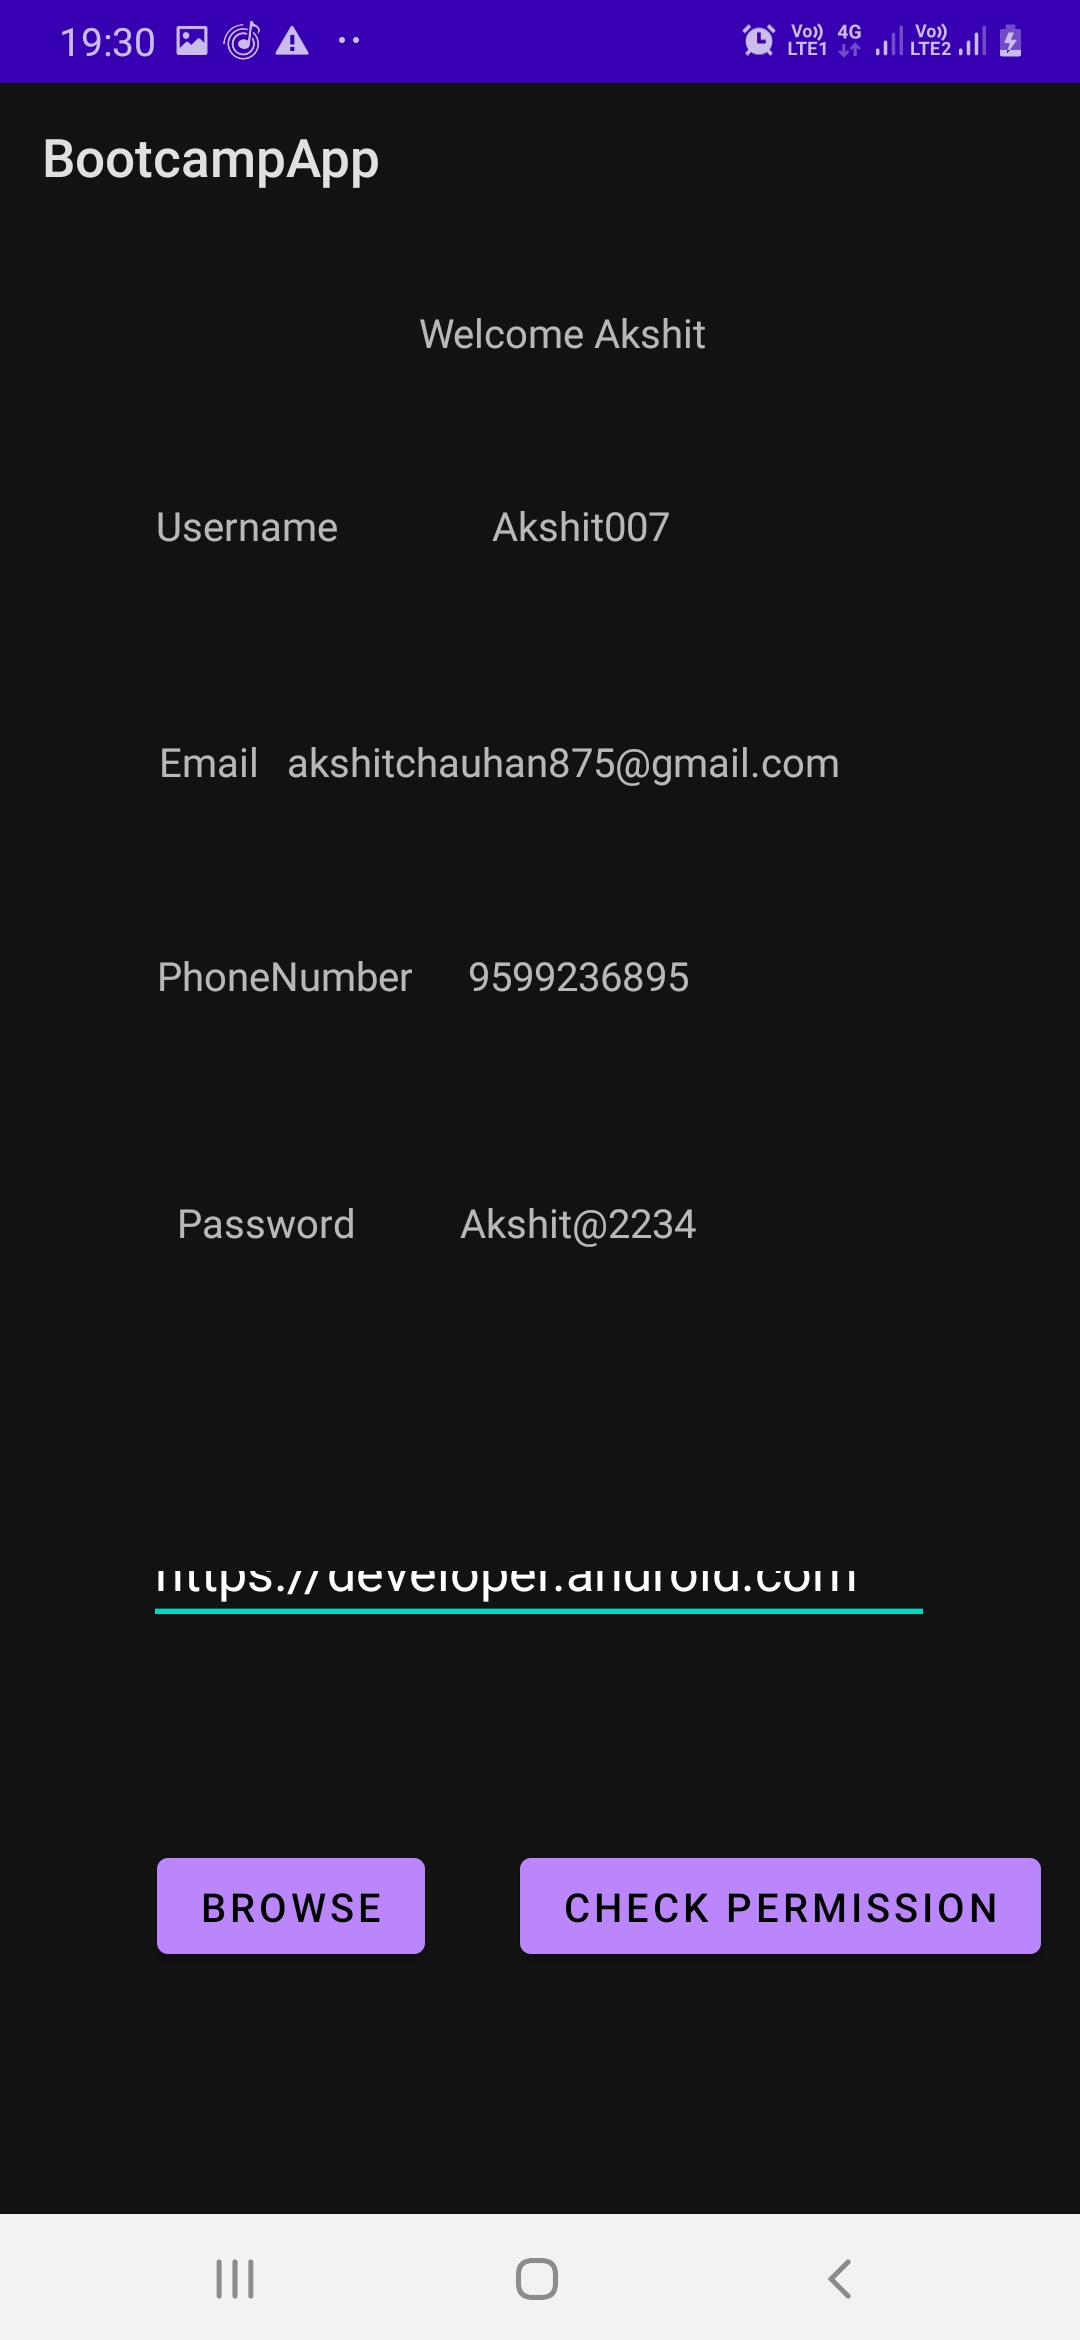 19:30 Vo)) LTE1 4G Vo)) LTE2
BootcampApp
Welcome Akshit
Username Akshit007
Email akshitchauhan875@gmail.com
PhoneNumber 9599236895
Password Akshit@2234
https://developer.android.com
BROWSE CHECK PERMISSION